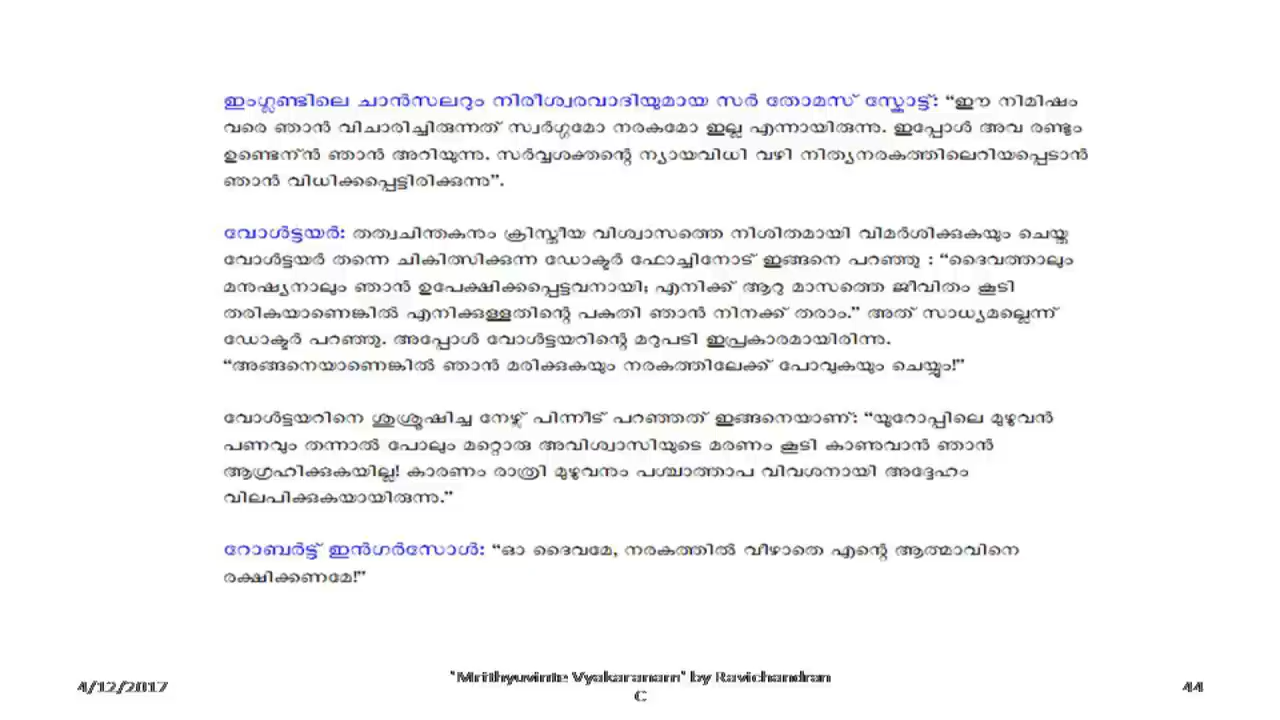 ഇംഗ്ലണ്ടിലെ ചാൻസലറും നിരീശ്വരവാദിയുമായ സർ തോമസ് സ്കോട്ട്: “ഈ നിമിഷം
വരെ ഞാൻ വിചാരിച്ചിരുന്നത് സ്വർഗ്ഗമോ നരകമോ ഇല്ല എന്നായിരുന്നു. ഇപ്പോൾ അവ രണ്ടും
ഉണ്ടെന്ന്ൻ ഞാൻ അറിയുന്നു. സർവ്വശക്തന്റെ ന്യായവിധി വഴി നിത്യനരകത്തിലെറിയപ്പെടാൻ
ഞാൻ വിധിക്കപ്പെട്ടിരിക്കുന്നു”.
വോൾട്ടയർ: തത്വചിന്തകനും ക്രിസ്തീയ വിശ്വാസത്തെ നിശിതമായി വിമർശിക്കുകയും ചെയ്ത
വോൾട്ടയർ തന്നെ ചികിത്സിക്കുന്ന ഡോക്ടർ ഫോച്ചിനോട് ഇങ്ങനെ പറഞ്ഞു : “ദൈവത്താലും
മനുഷ്യനാലും ഞാൻ ഉപേക്ഷിക്കപ്പെട്ടവനായി; എനിക്ക് ആറു മാസത്തെ ജീവിതം കൂടി
തരികയാണെങ്കിൽ എനിക്കുള്ളതിന്റെ പകുതി ഞാൻ നിനക്ക് തരാം.” അത് സാധ്യമല്ലെന്ന്
ഡോക്ടർ പറഞ്ഞു. അപ്പോൾ വോൾട്ടയറിന്റെ മറുപടി ഇപ്രകാരമായിരിന്നു.
“അങ്ങനെയാണെങ്കിൽ ഞാൻ മരിക്കുകയും നരകത്തിലേക്ക് പോവുകയും ചെയ്യും!”
വോൾട്ടയറിനെ ശുശ്രൂഷിച്ച നേഴ്സ് പിന്നീട് പറഞ്ഞത് ഇങ്ങനെയാണ്: “യൂറോപ്പിലെ മുഴുവൻ
പണവും തന്നാൽ പോലും മറ്റൊരു അവിശ്വാസിയുടെ മരണം കൂടി കാണുവാൻ ഞാൻ
ആഗ്രഹിക്കുകയില്ല! കാരണം രാത്രി മുഴുവനും പശ്ചാത്താപ വിവശനായി അദ്ദേഹം
വിലപിക്കുകയായിരുന്നു.”
റോബർട്ട് ഇൻഗർസോൾ: “ഓ ദൈവമേ, നരകത്തിൽ വീഴാതെ എന്റെ ആത്മാവിനെ
രക്ഷിക്കണമേ!”
4/12/2017
"Mrithyuvinte Vyakaranam" by Ravichandran
C
44